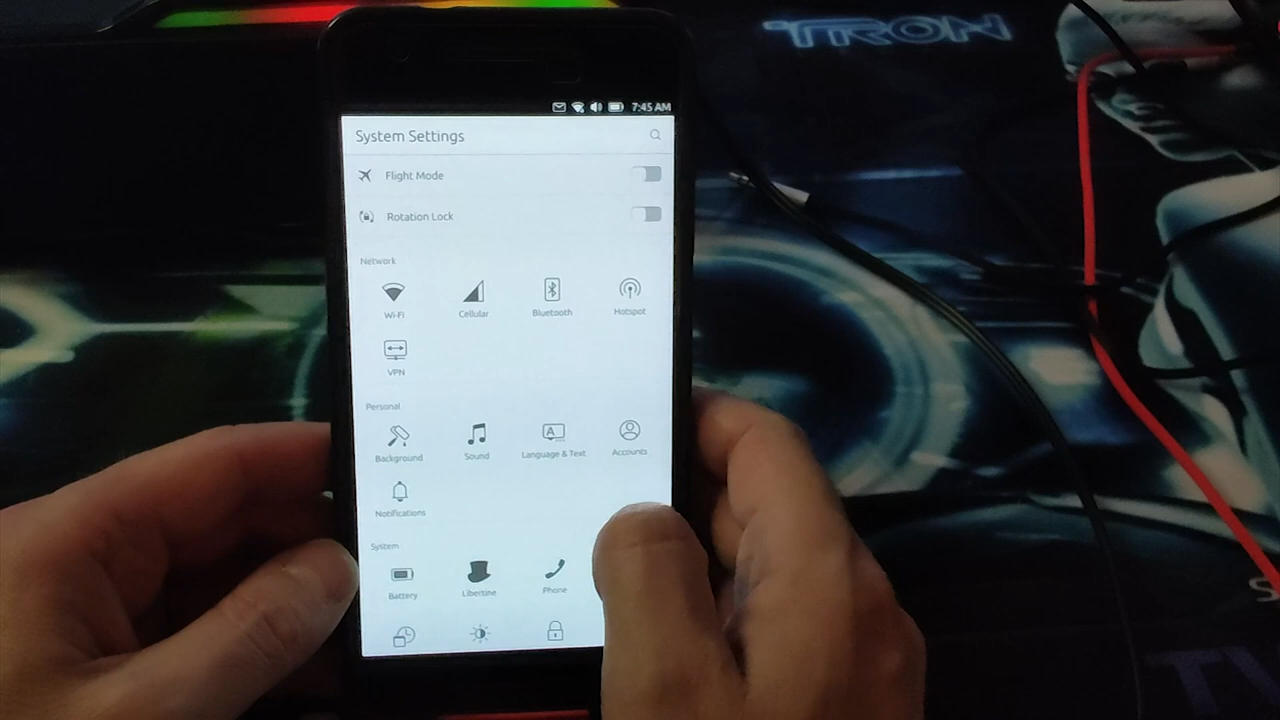 TRON
7:45 AM
System Settings
Flight Mode
Rotation Lock
Network
Wi-Fi Cellular Bluetooth Hotspot
VPN
Personal
Background Sound Language & Text Accounts
Notifications
System
Battery Libertine Phone